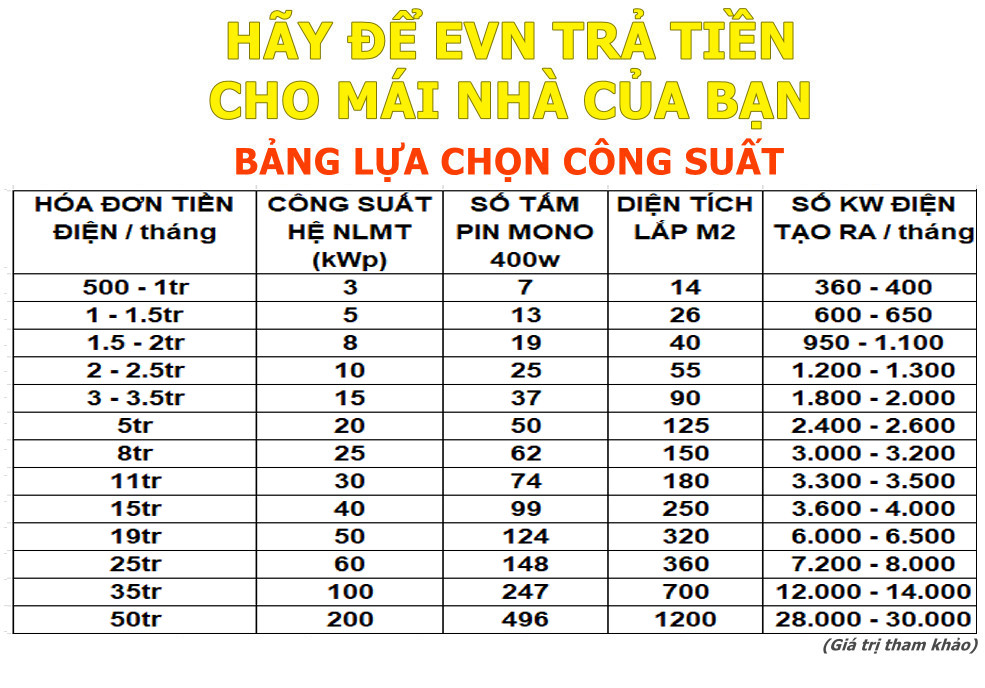 HÃY ĐỂ EVN TRẢ TIỀN
CHO MÁI NHÀ CỦA BẠN
BẢNG LỰA CHỌN CÔNG SUẤT
HÓA ĐƠN TIỀN ĐIỆN / tháng CÔNG SUẤT HỆ NLMT (kWp) SỐ TẤM PIN MONO 400w DIỆN TÍCH LẮP M2 SỐ KW ĐIỆN TẠO RA / tháng
500 - 1tr 3 7 14 360 - 400
1 - 1.5tr 5 13 26 600 - 650
1.5 - 2tr 8 19 40 950 - 1.100
2 - 2.5tr 10 25 55 1.200 - 1.300
3 - 3.5tr 15 37 90 1.800 - 2.000
5tr 20 50 125 2.400 - 2.600
8tr 25 62 150 3.000 - 3.200
11tr 30 74 180 3.300 - 3.500
15tr 40 99 250 3.600 - 4.000
19tr 50 124 320 6.000 - 6.500
25tr 60 148 360 7.200 - 8.000
35tr 100 247 700 12.000 - 14.000
50tr 200 496 1200 28.000 - 30.000
(Giá trị tham khảo)